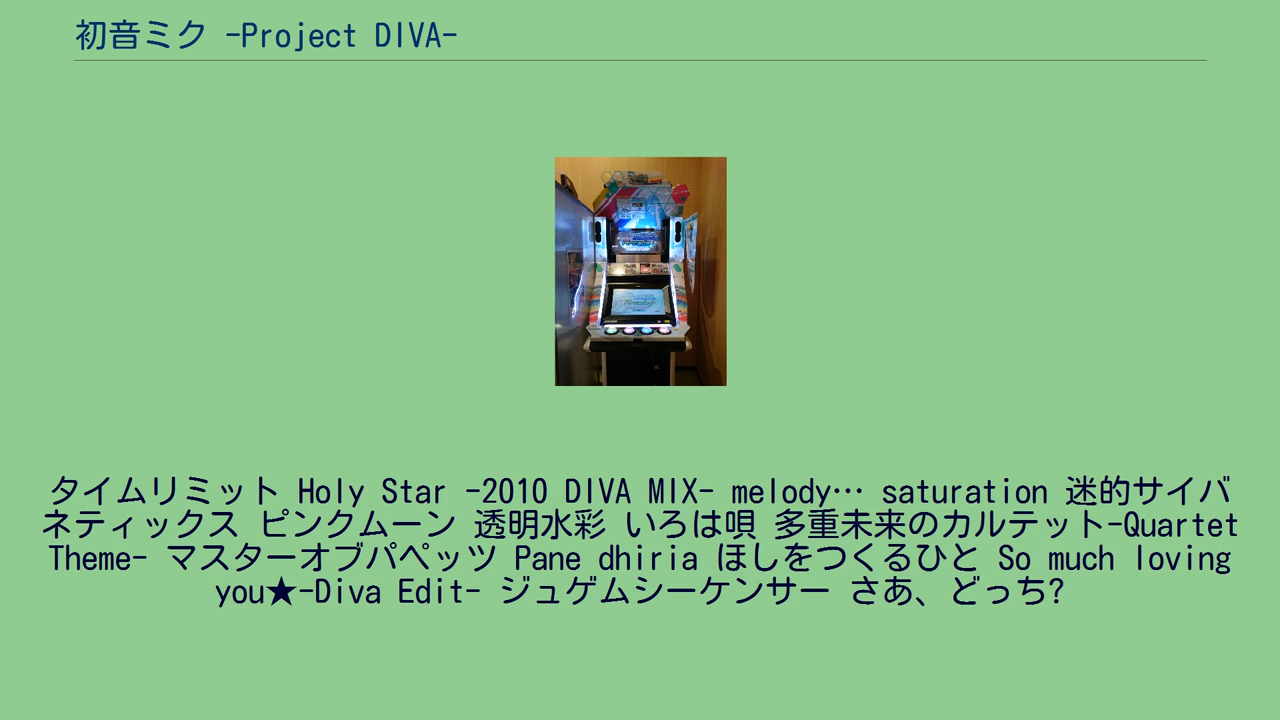 初音ミク -Project DIVA-
タイムリミット Holy Star -2010 DIVA MIX- melody… saturation 迷的サイバ
ネティックス ピンクムーン 透明水彩 いろは唄 多重未来のカルテット-Quartet
Theme- マスターオブパペッツ Pane dhiria ほしをつくるひと So much loving
you★-Diva Edit- ジュゲムシーケンサー さあ、どっち?